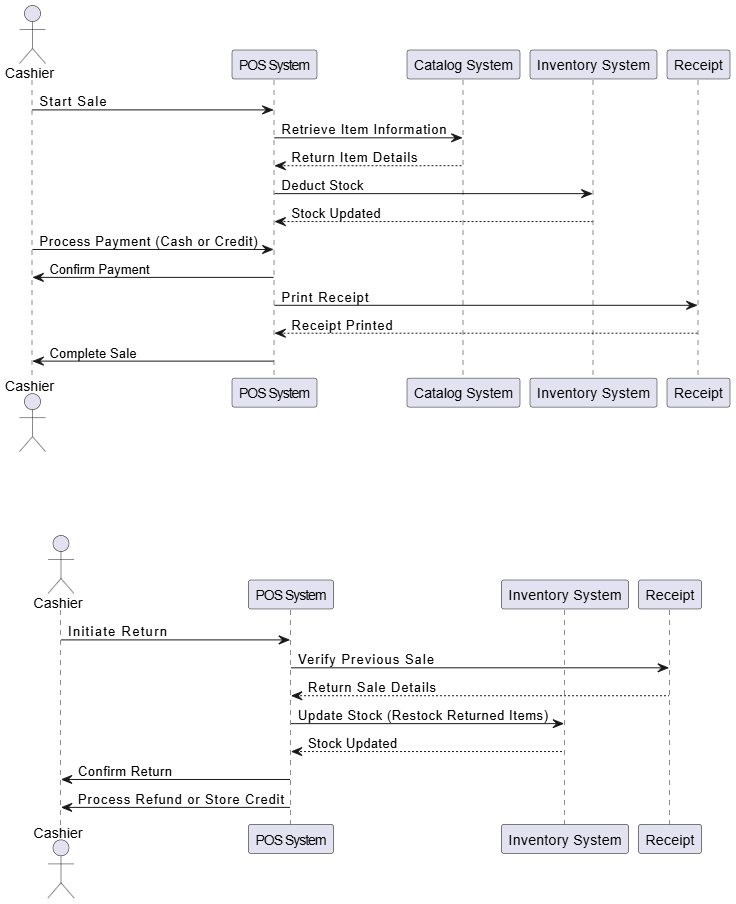 Cashier
POS System
Catalog System
Inventory System
Receipt
Start Sale
Retrieve Item Information
Return Item Details
Deduct Stock
Stock Updated
Process Payment (Cash or Credit)
Confirm Payment
Print Receipt
Receipt Printed
Complete Sale
Cashier
POS System
Catalog System
Inventory System
Receipt
Cashier
POS System
Inventory System
Receipt
Initiate Return
Verify Previous Sale
Return Sale Details
Update Stock (Restock Returned Items)
Stock Updated
Confirm Return
Process Refund or Store Credit
Cashier
POS System
Inventory System
Receipt